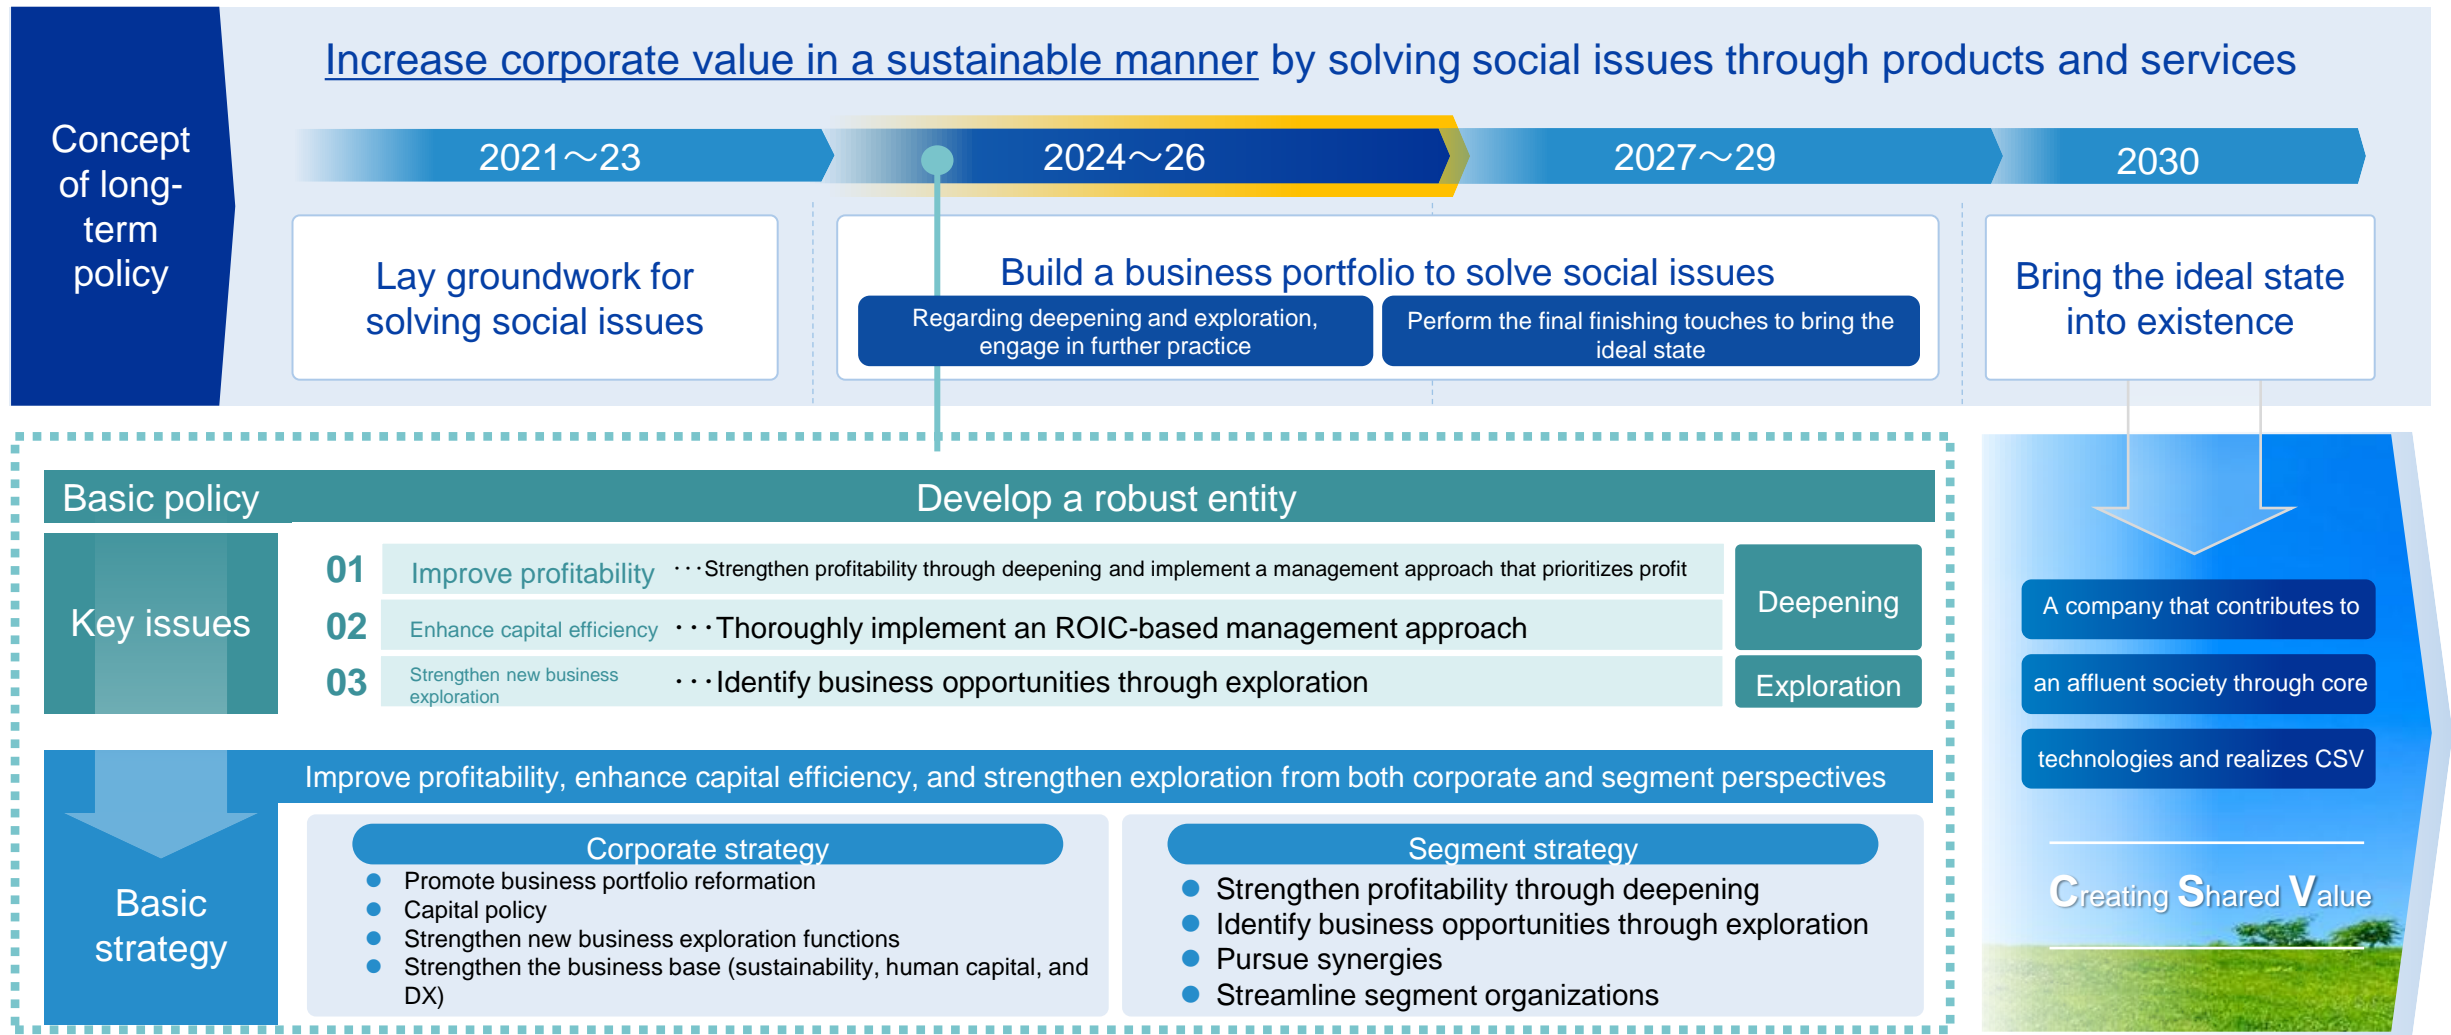 Increase corporate value in a sustainable manner by solving social issues through products and services
Concept
of long-
term
policy
2021～23
2024～26
2027～29
2030
Lay groundwork for
solving social issues
Build a business portfolio to solve social issues
Regarding deepening and exploration,
engage in further practice
Perform the final finishing touches to bring the
ideal state
Bring the ideal state
into existence
Basic policy
Develop a robust entity
Key issues
01
Improve profitability
···Strengthen profitability through deepening and implement a management approach that prioritizes profit
02
Enhance capital efficiency
···Thoroughly implement an ROIC-based management approach
Deepening
03
Strengthen new business
exploration
···Identify business opportunities through exploration
Exploration
Basic
strategy
Improve profitability, enhance capital efficiency, and strengthen exploration from both corporate and segment perspectives
Corporate strategy
● Promote business portfolio reformation
● Capital policy
● Strengthen new business exploration functions
● Strengthen the business base (sustainability, human capital, and
DX)
Segment strategy
● Strengthen profitability through deepening
● Identify business opportunities through exploration
● Pursue synergies
● Streamline segment organizations
A company that contributes to
an affluent society through core
technologies and realizes CSV
Creating Shared Value